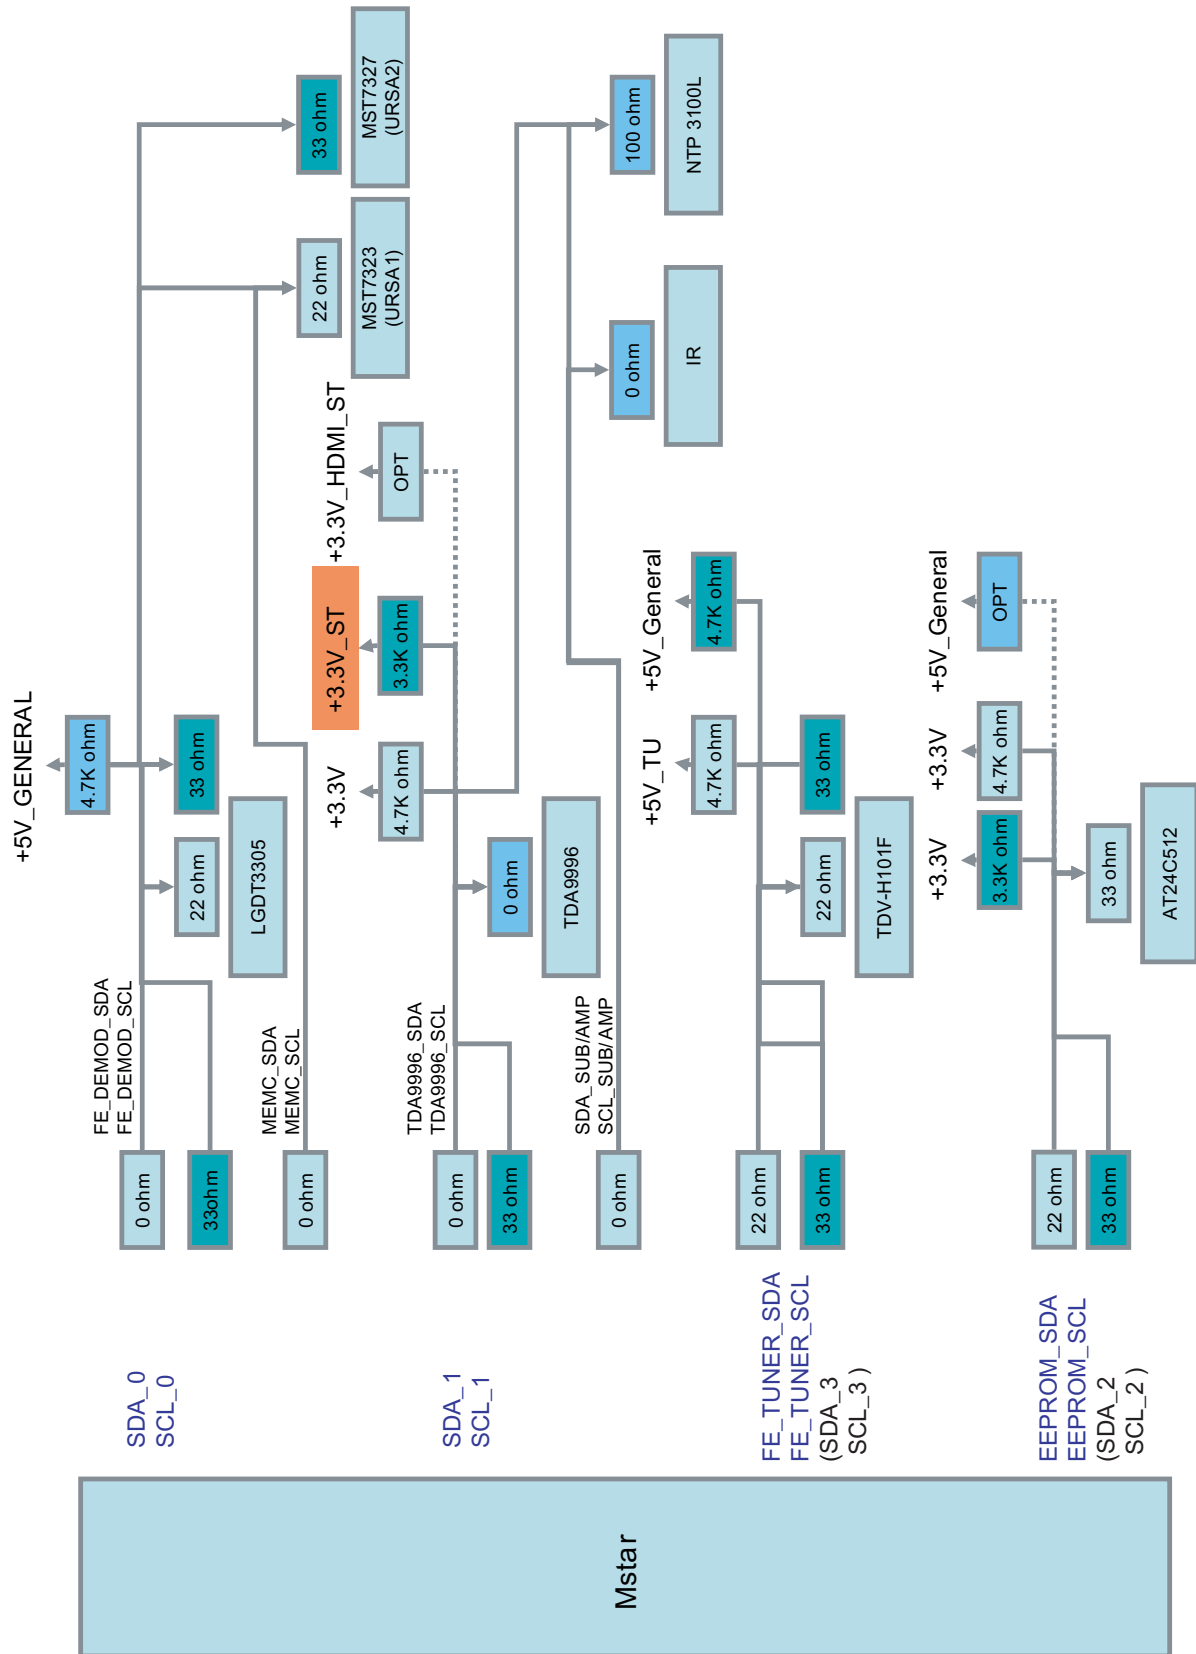 Mstar
SDA_0
SCL_0
0 ohm
33ohm
FE_DEMOD_SDA
FE_DEMOD_SCL
+5V_GENERAL
4.7K ohm
22 ohm
33 ohm
LGDT3305
0 ohm
MEMC_SDA
MEMC_SCL
22 ohm
MST7323
(URSA1)
33 ohm
MST7327
(URSA2)
SDA_1
SCL_1
0 ohm
33 ohm
TDA9996_SDA
TDA9996_SCL
+3.3V
4.7K ohm
+3.3V_ST
3.3K ohm
+3.3V_HDMI_ST
OPT
0 ohm
TDA9996
0 ohm
SDA_SUB/AMP
SCL_SUB/AMP
0 ohm
IR
100 ohm
NTP 3100L
FE_TUNER_SDA
FE_TUNER_SCL
(SDA_3
SCL_3 )
22 ohm
33 ohm
+5V_TU
4.7K ohm
+5V_General
4.7K ohm
22 ohm
33 ohm
TDV-H101F
EEPROM_SDA
EEPROM_SCL
(SDA_2
SCL_2 )
22 ohm
33 ohm
+3.3V
3.3K ohm
+3.3V
4.7K ohm
+5V_General
OPT
33 ohm
AT24C512